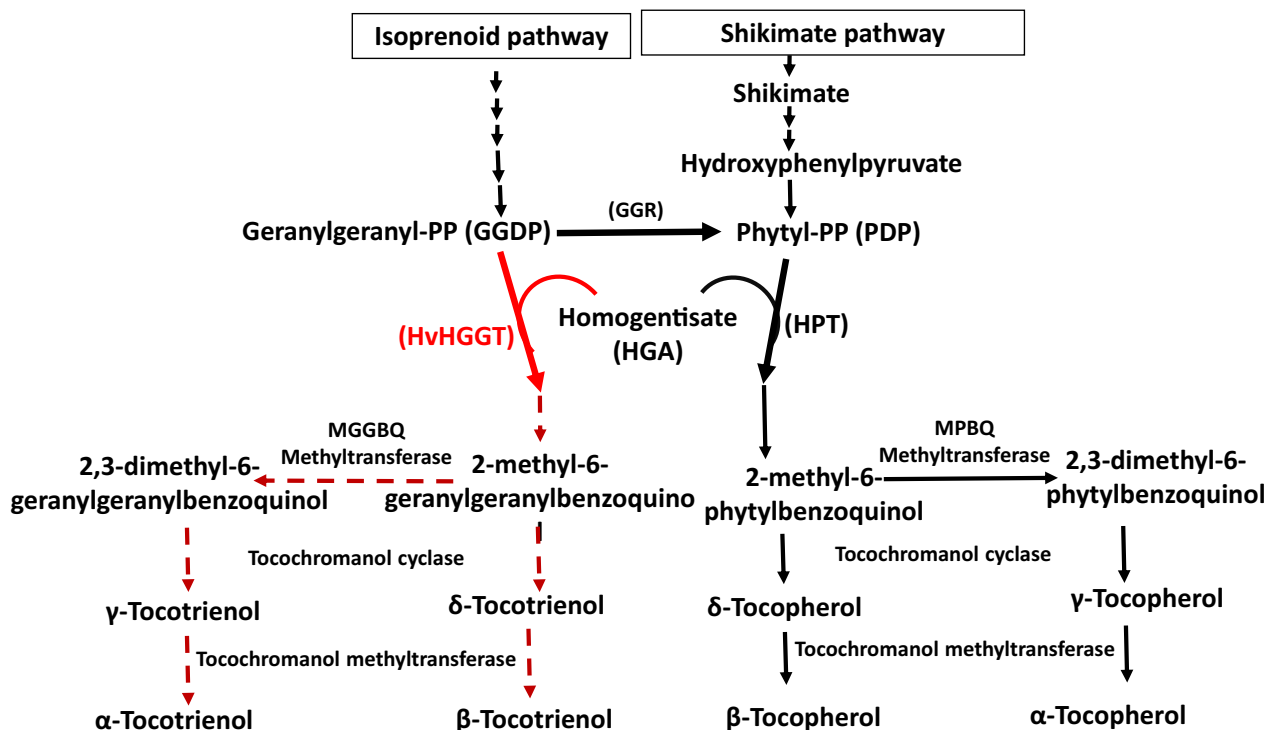 Isoprenoid pathway
Shikimate pathway
Shikimate
Hydroxyphenylpyruvate
Geranylgeranyl-PP (GGDP)
(GGR)
Phytyl-PP (PDP)
(HvHGGT)
Homogentisate
(HGA)
(HPT)
MGGBQ
Methyltransferase
MPBQ
Methyltransferase
2,3-dimethyl-6-
geranylgeranylbenzoquinol
2-methyl-6-
geranylgeranylbenzoquino
2-methyl-6-
phytylbenzoquinol
2,3-dimethyl-6-
phytylbenzoquinol
Tocochromanol cyclase
Tocochromanol cyclase
γ-Tocotrienol
δ-Tocotrienol
δ-Tocopherol
γ-Tocopherol
Tocochromanol methyltransferase
Tocochromanol methyltransferase
α-Tocotrienol
β-Tocotrienol
β-Tocopherol
α-Tocopherol